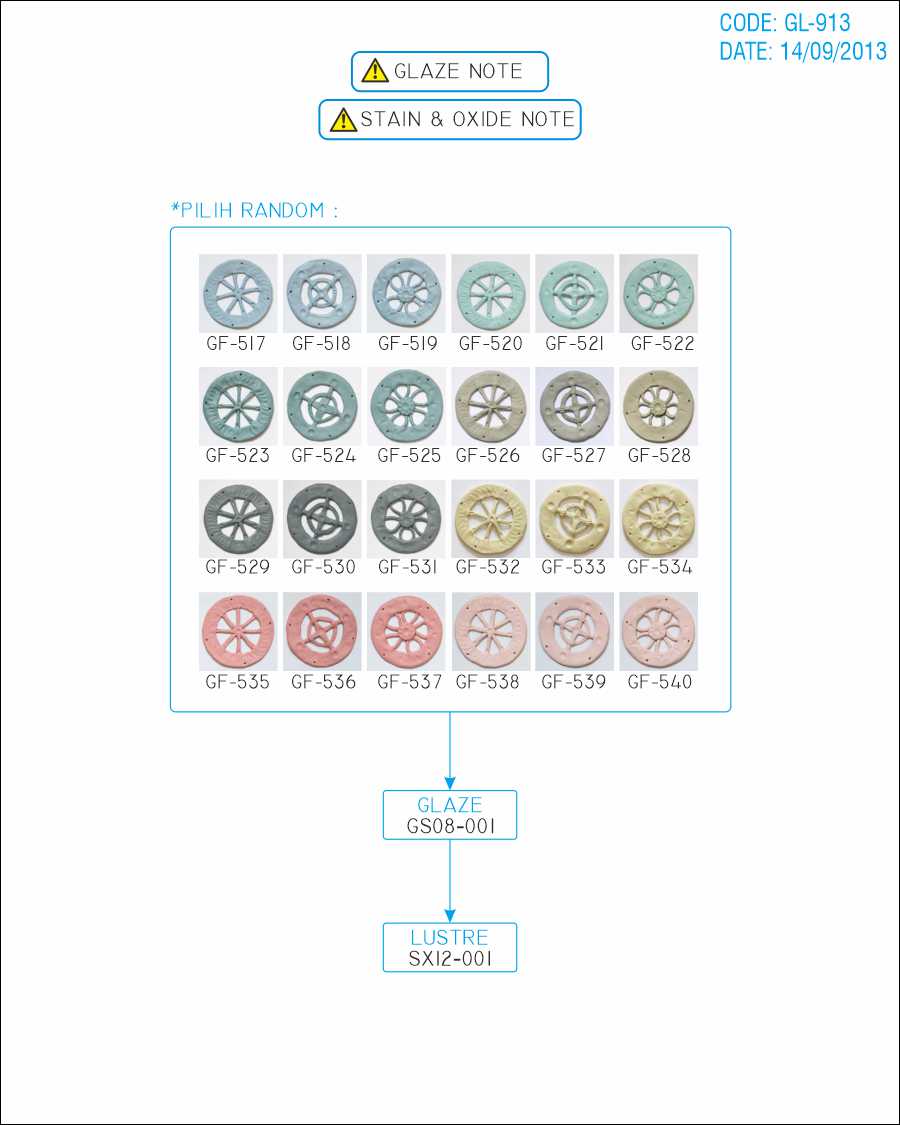 CODE: GL-913
DATE: 14/09/2013
GLAZE NOTE
STAIN & OXIDE NOTE
*PILIH RANDOM :
GF-517 GF-518 GF-519 GF-520 GF-521 GF-522
GF-523 GF-524 GF-525 GF-526 GF-527 GF-528
GF-529 GF-530 GF-531 GF-532 GF-533 GF-534
GF-535 GF-536 GF-537 GF-538 GF-539 GF-540
GLAZE
GS08-001
LUSTRE
SX12-001